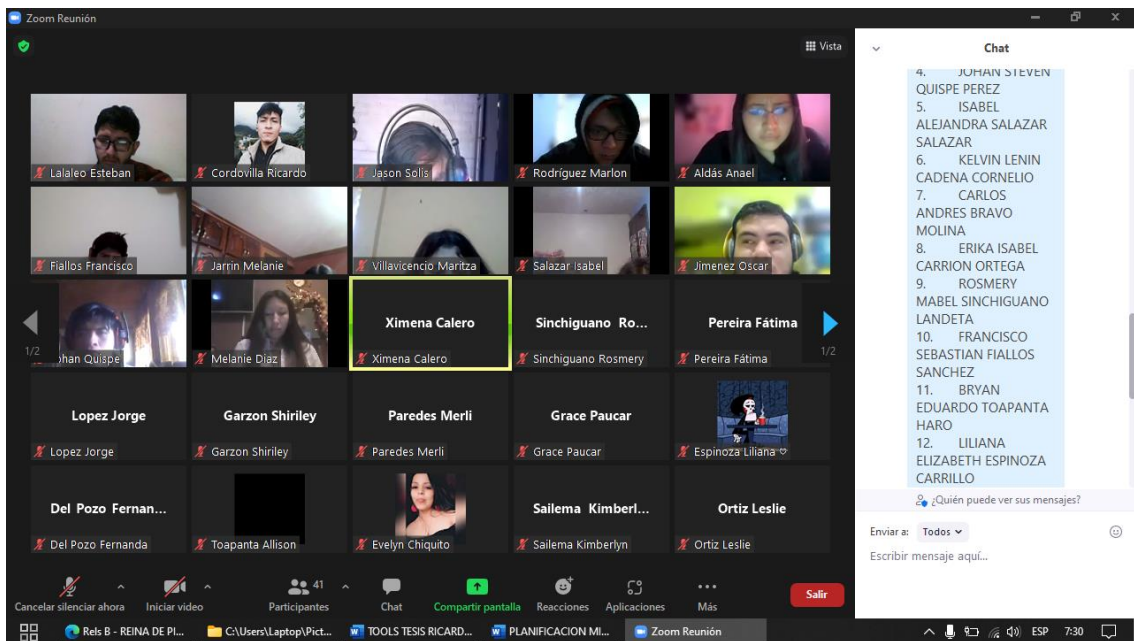 Zoom Reunión
Vista
Lalaleo Esteban
Cordovilla Ricardo
Jason Solis
Rodríguez Marlon
Aldás Anael
Fiallos Francisco
Jarrin Melanie
Villavicencio Maritza
Salazar Isabel
Jimenez Oscar
1/2
ohan Quispe
Melanie Diaz
Ximena Calero
Ximena Calero
Sinchiguano Ro...
Sinchiguano Rosmery
Pereira Fátima
Pereira Fátima
1/2
Lopez Jorge
Lopez Jorge
Garzon Shiriley
Garzon Shiriley
Paredes Merli
Paredes Merli
Grace Paucar
Grace Paucar
Espinoza Liliana
Del Pozo Fernan...
Del Pozo Fernanda
Toapanta Allison
Evelyn Chiquito
Sailema Kimberl...
Sailema Kimberlyn
Ortiz Leslie
Ortiz Leslie
Chat
4. JOHAN STEVEN
QUISPE PEREZ
5. ISABEL
ALEJANDRA SALAZAR
SALAZAR
6. KELVIN LENIN
CADENA CORNELIO
7. CARLOS
ANDRES BRAVO
MOLINA
8. ERIKA ISABEL
CARRION ORTEGA
9. ROSMERY
MABEL SINCHIGUANO
LANDETA
10. FRANCISCO
SEBASTIAN FIALLOS
SANCHEZ
11. BRYAN
EDUARDO TOAPANTA
HARO
12. LILIANA
ELIZABETH ESPINOZA
CARRILLO
¿Quién puede ver sus mensajes?
Enviar a: Todos
Escribir mensaje aquí...
Cancelar silenciar ahora
Iniciar video
41
Participantes
Chat
Compartir pantalla
Reacciones
Aplicaciones
Más
Salir
Rels B - REINA DE PI...
C:\Users\Laptop\Pict...
TOOLS TESIS RICARD...
PLANIFICACION MI...
Zoom Reunión
ESP
7:30